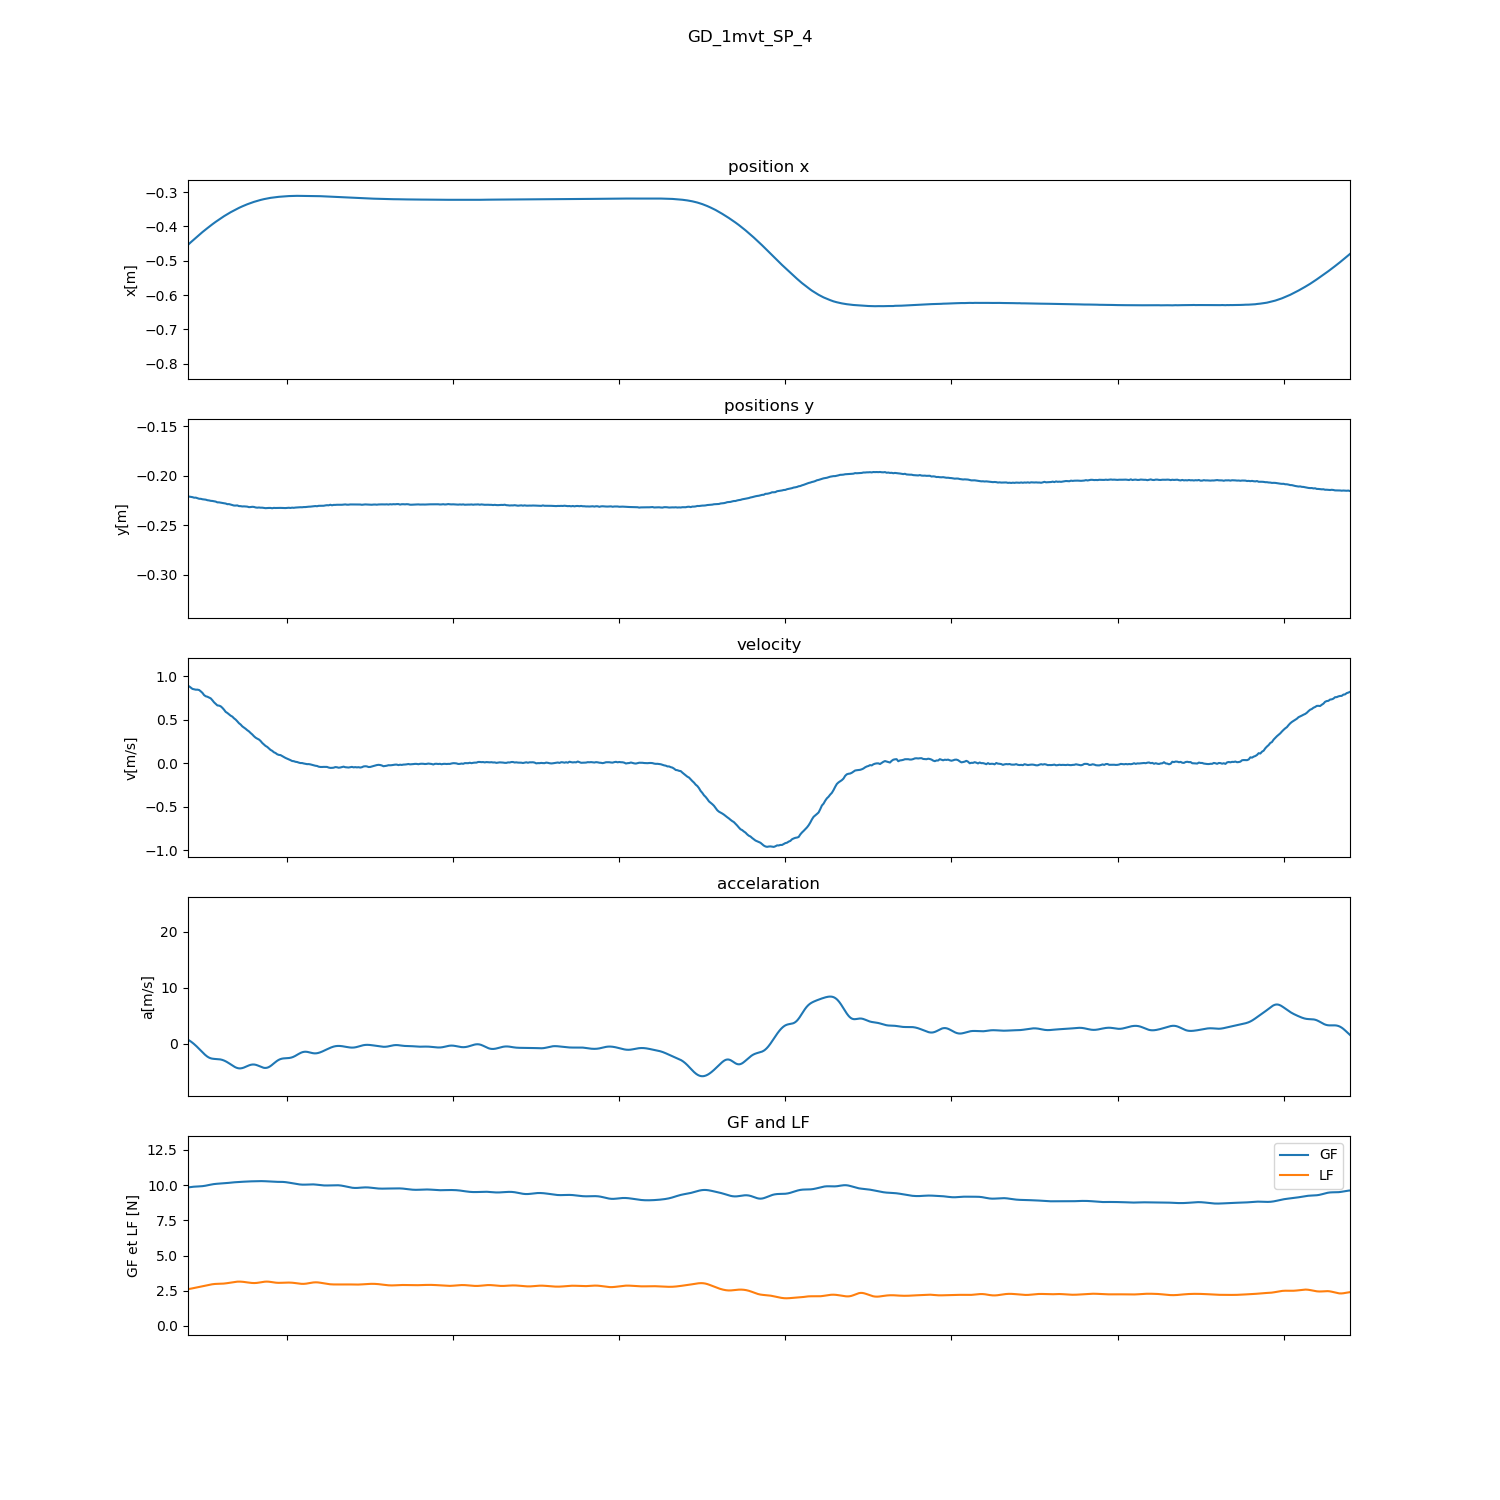 GD_1mvt_SP_4
position x
−0.3
−0.4
−0.5
−0.6
−0.7
−0.8
x[m]
positions y
−0.15
−0.20
−0.25
−0.30
y[m]
velocity
1.0
0.5
0.0
−0.5
−1.0
v[m/s]
accelaration
20
10
0
a[m/s]
GF and LF
12.5
10.0
7.5
5.0
2.5
0.0
GF et LF [N]
GF
LF